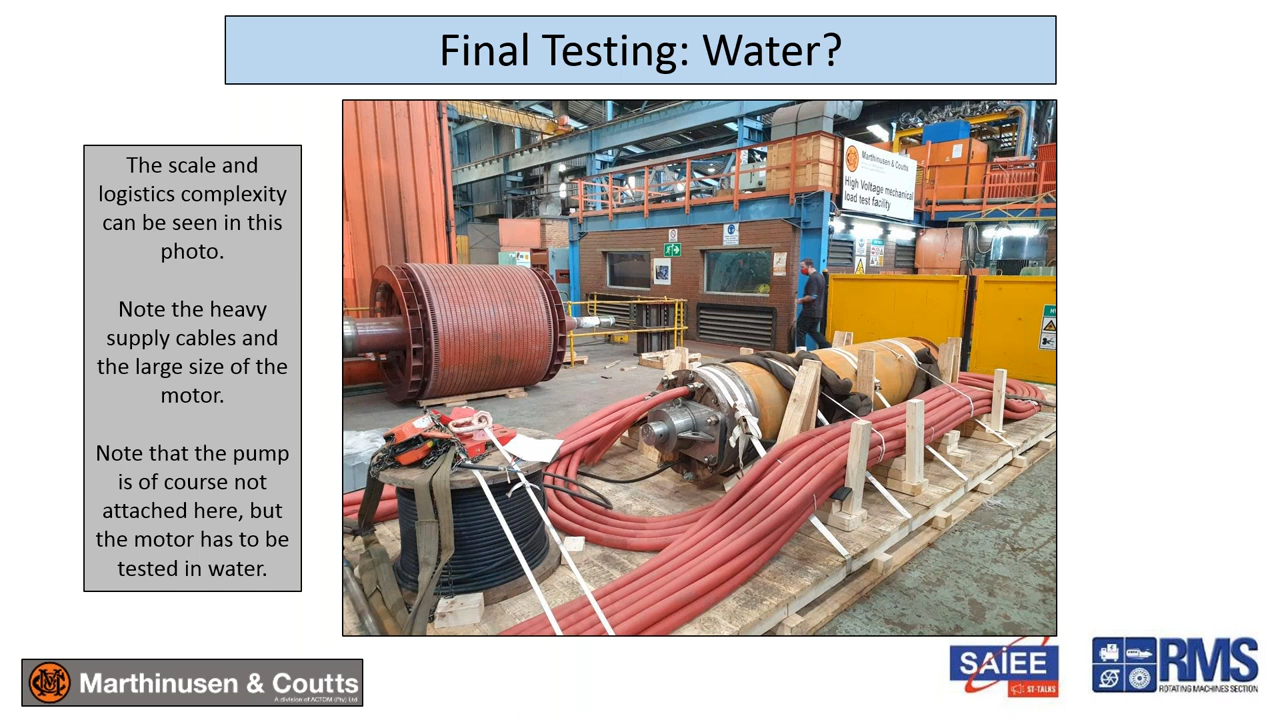 Final Testing: Water?
The scale and
logistics complexity
can be seen in this
photo.
Note the heavy
supply cables and
the large size of the
motor.
Note that the pump
is of course not
attached here, but
the motor has to be
tested in water.
Marthinusen & Coutts
High Voltage mechanical
load test facility
Marthinusen & Coutts
A division of ACTOM (Pty) Ltd
SAIEE
ST-TALKS
RMS
ROTATING MACHINES SECTION